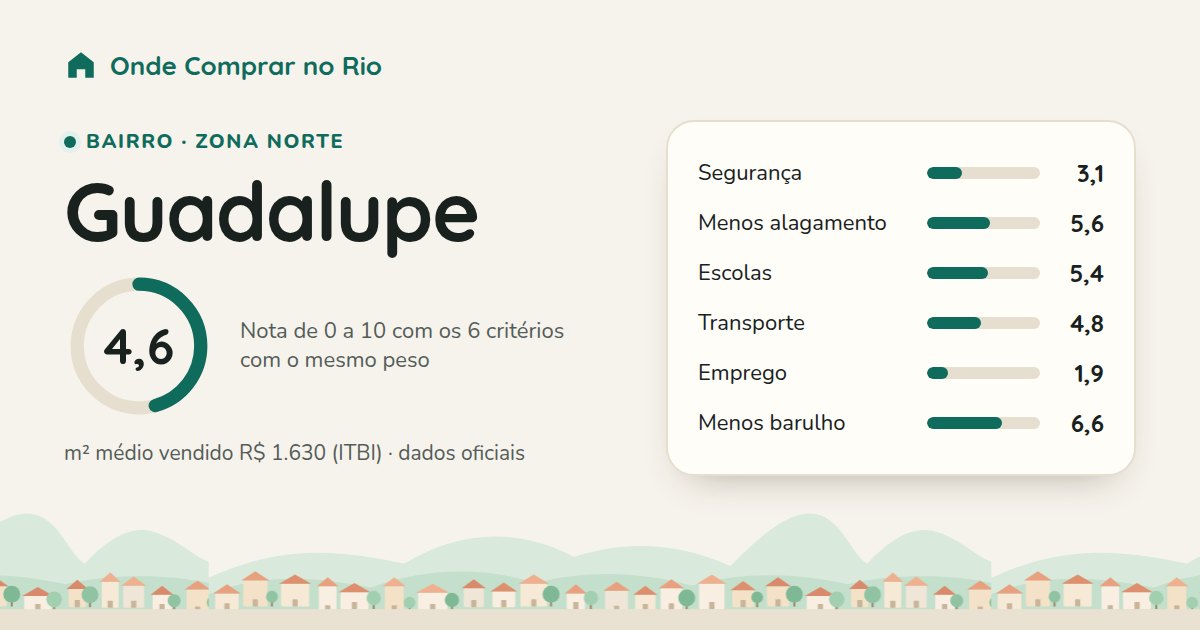 Onde Comprar no Rio
BAIRRO · ZONA NORTE
Guadalupe
4,6
Nota de 0 a 10 com os 6 critérios
com o mesmo peso
m² médio vendido R$ 1.630 (ITBI) · dados oficiais
Segurança 3,1
Menos alagamento 5,6
Escolas 5,4
Transporte 4,8
Emprego 1,9
Menos barulho 6,6